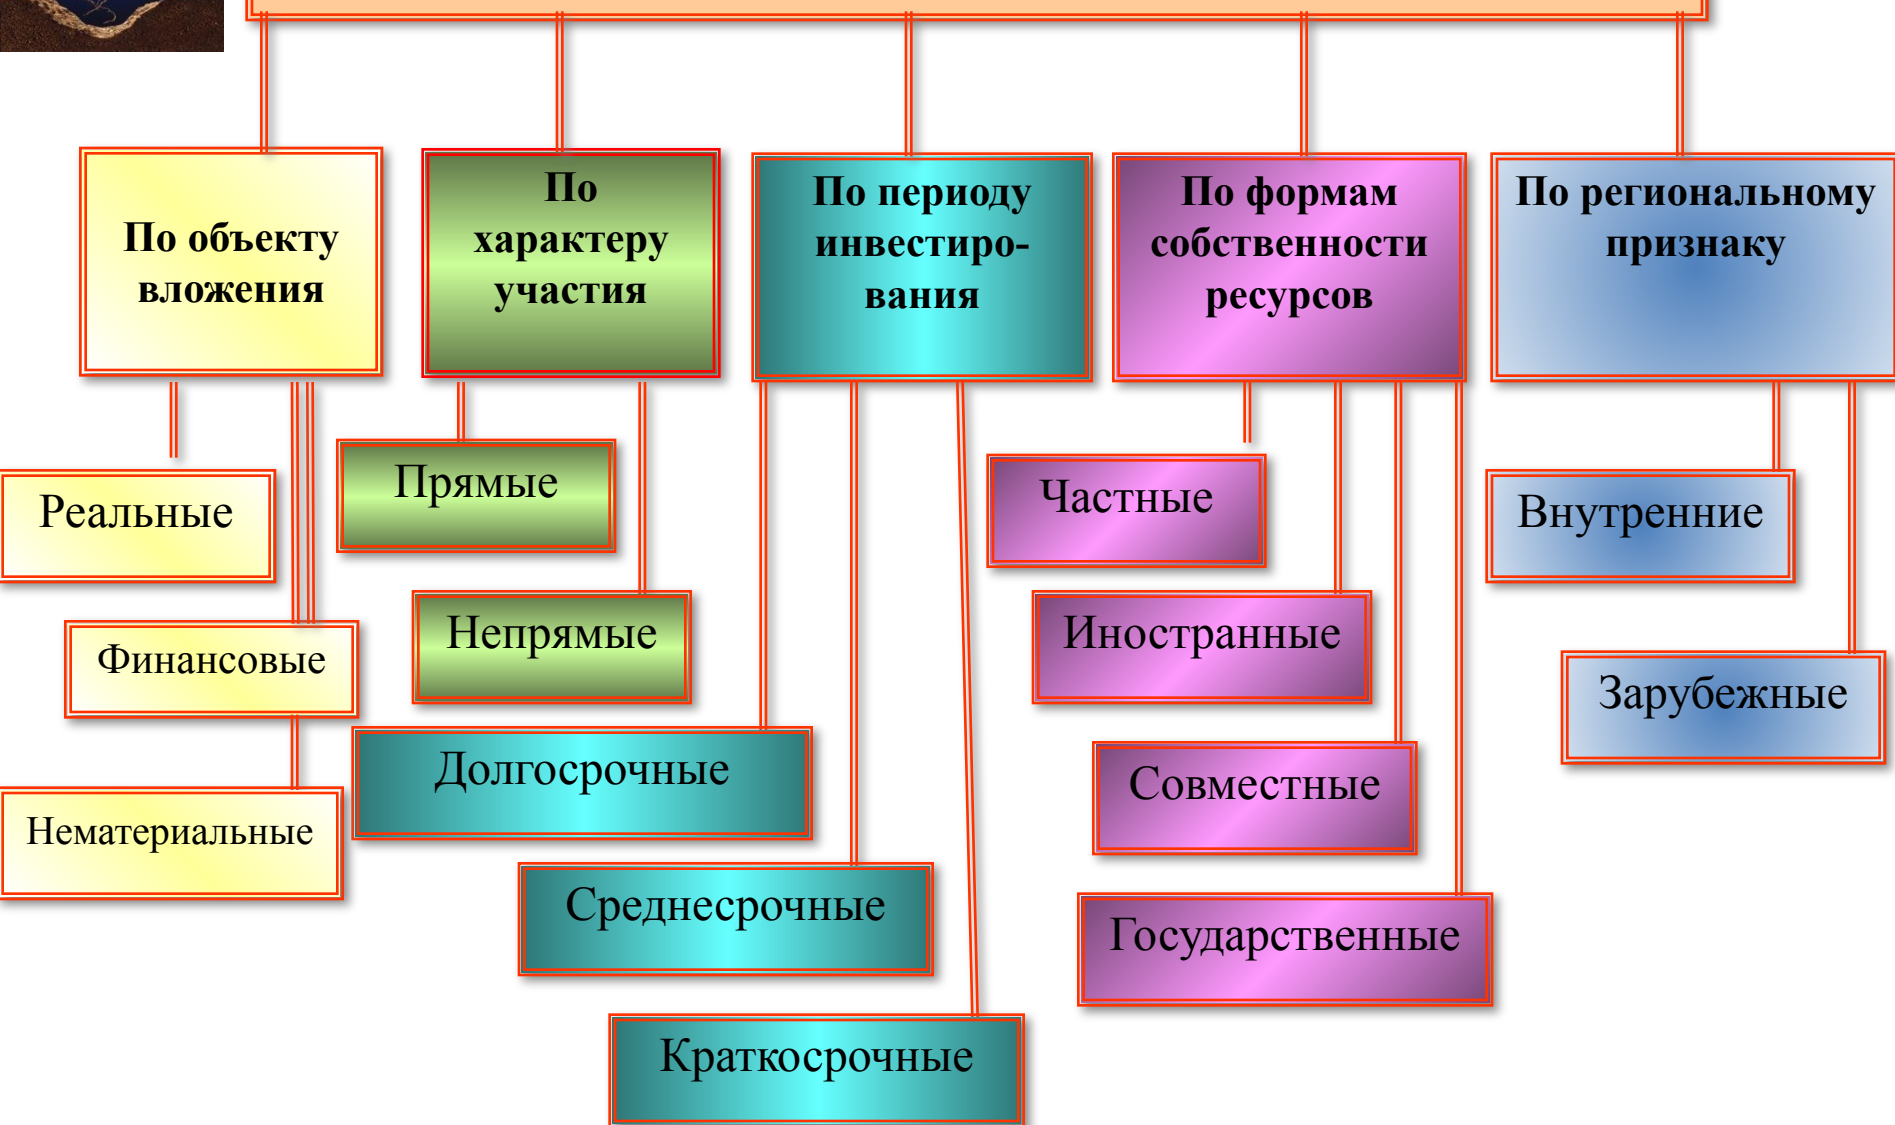 По объекту
вложения
По
характеру
участия
По периоду
инвестиро-
вания
По формам
собственности
ресурсов
По региональному
признаку
Реальные
Финансовые
Нематериальные
Прямые
Непрямые
Долгосрочные
Среднесрочные
Краткосрочные
Частные
Иностранные
Совместные
Государственные
Внутренние
Зарубежные